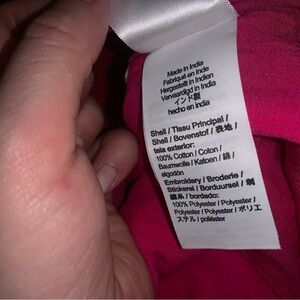 Made in India
Fabriqué en Inde
Hergestellt in Indien
Vervaardigd in India
インド製
hecho en India
Shell / Tissu Principal /
Shell / Bovenstof / 表地 /
tela exterior:
100% Cotton / Coton /
Baumwolle / Katoen / 綿 /
algodón
Embroidery / Broderie /
Stickerei / Borduursel / 刺
繍糸 / bordado:
100% Polyester / Polyester
/ Polyester / Polyester / ポリエ
ステル / poliéster